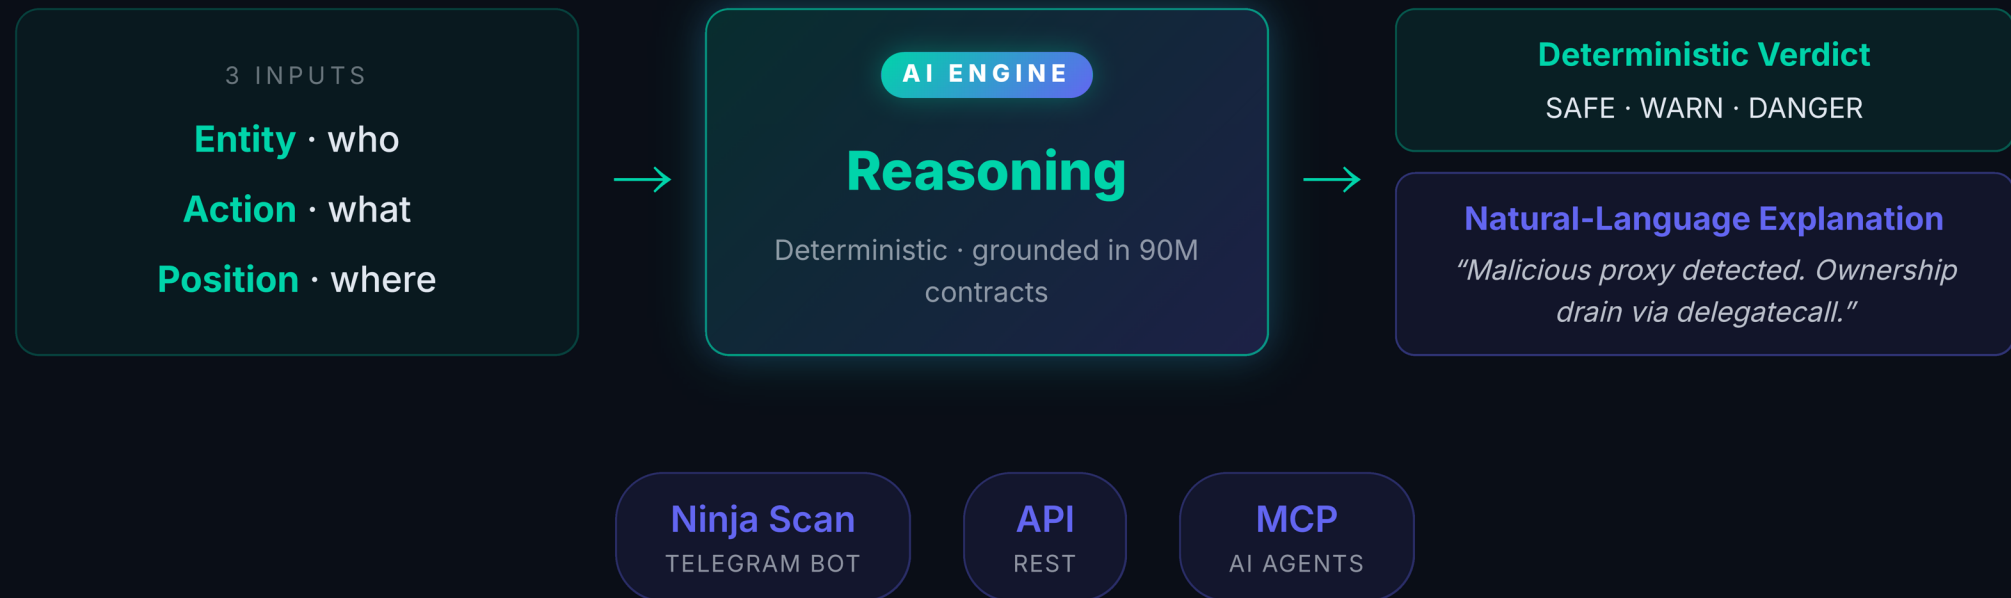 3 INPUTS
Entity · who
Action · what
Position · where
AI ENGINE
Reasoning
Deterministic · grounded in 90M
contracts
Deterministic Verdict
SAFE · WARN · DANGER
Natural-Language Explanation
“Malicious proxy detected. Ownership
drain via delegatecall.”
Ninja Scan
TELEGRAM BOT
API
REST
MCP
AI AGENTS